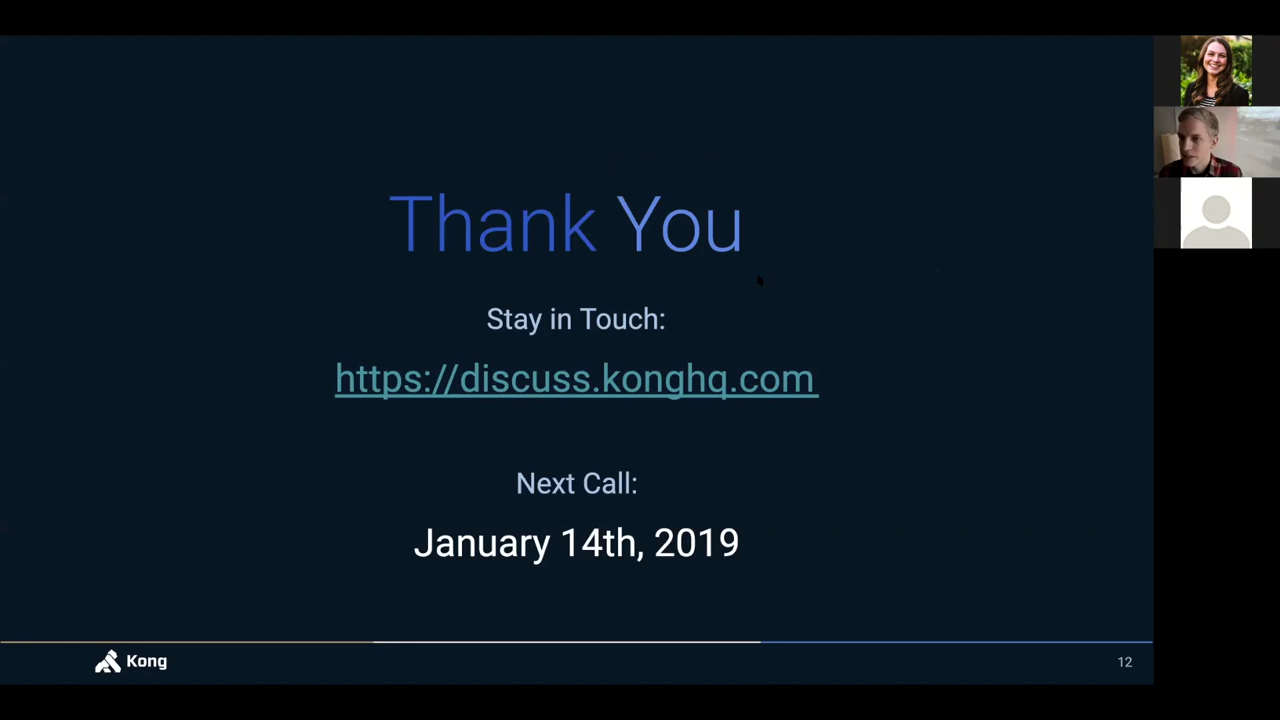 Thank You
Stay in Touch:
https://discuss.konghq.com
Next Call:
January 14th, 2019
Kong
12